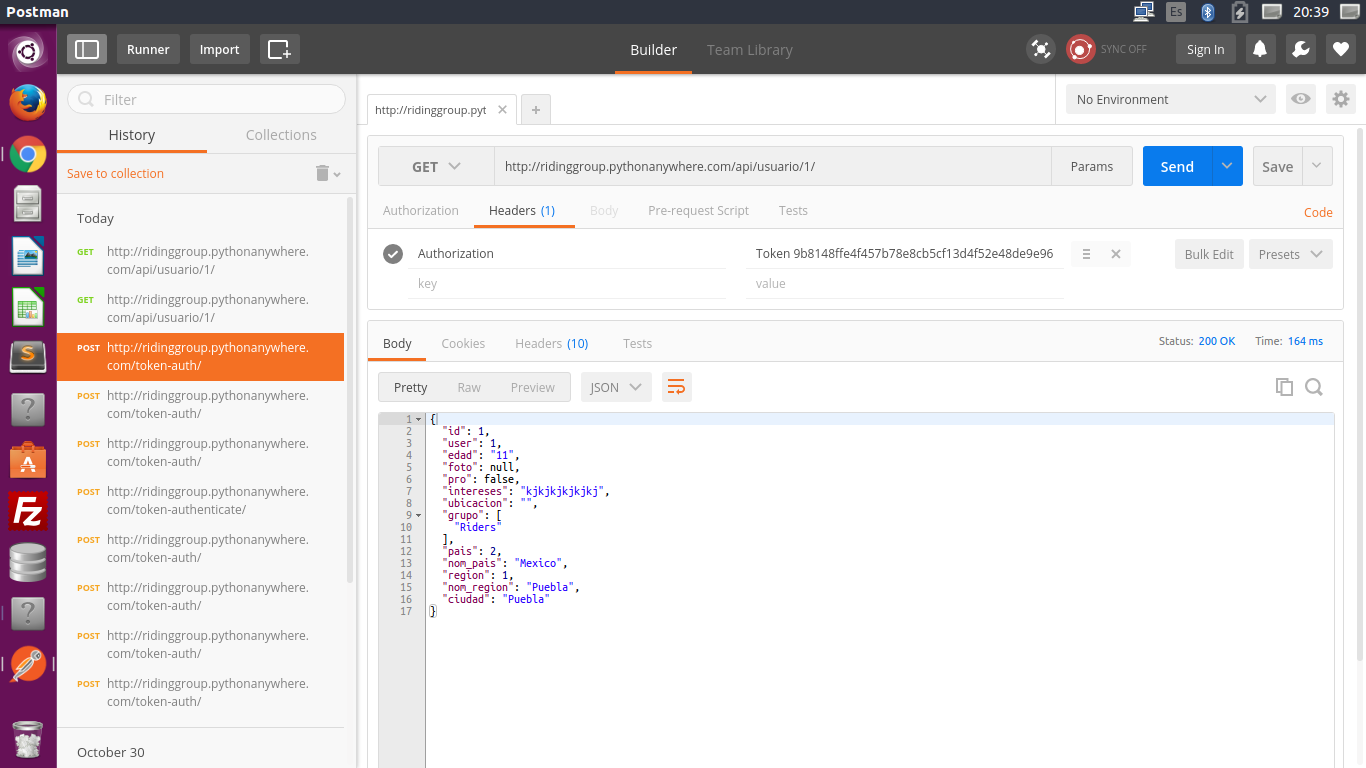 Postman
Es
20:39
Runner
Import
Builder
Team Library
SYNC OFF
Sign In
Filter
History
Collections
Save to collection
Today
GET http://ridinggroup.pythonanywhere.
com/api/usuario/1/
GET http://ridinggroup.pythonanywhere.
com/api/usuario/1/
POST http://ridinggroup.pythonanywhere.
com/token-auth/
POST http://ridinggroup.pythonanywhere.
com/token-auth/
POST http://ridinggroup.pythonanywhere.
com/token-auth/
POST http://ridinggroup.pythonanywhere.
com/token-authenticate/
POST http://ridinggroup.pythonanywhere.
com/token-auth/
POST http://ridinggroup.pythonanywhere.
com/token-auth/
POST http://ridinggroup.pythonanywhere.
com/token-auth/
POST http://ridinggroup.pythonanywhere.
com/token-auth/
October 30
http://ridinggroup.pyt
No Environment
GET http://ridinggroup.pythonanywhere.com/api/usuario/1/ Params Send Save
Authorization Headers (1) Body Pre-request Script Tests Code
Authorization Token 9b8148ffe4f457b78e8cb5cf13d4f52e48de9e96 Bulk Edit Presets
key value
Body Cookies Headers (10) Tests Status: 200 OK Time: 164 ms
Pretty Raw Preview JSON
1 {
2 "id": 1,
3 "user": 1,
4 "edad": "11",
5 "foto": null,
6 "pro": false,
7 "intereses": "kjkjkjkjkjkj",
8 "ubicacion": "",
9 "grupo": [
10 "Riders"
11 ],
12 "pais": 2,
13 "nom_pais": "Mexico",
14 "region": 1,
15 "nom_region": "Puebla",
16 "ciudad": "Puebla"
17 }